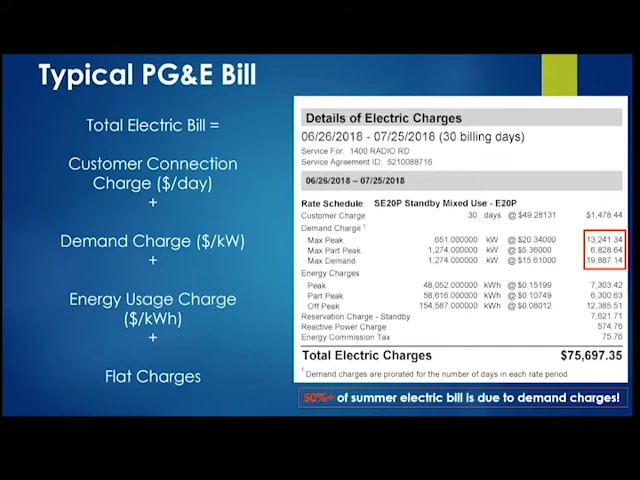 Typical PG&E Bill
Total Electric Bill =
Customer Connection
Charge ($/day)
+
Demand Charge ($/kW)
+
Energy Usage Charge
($/kWh)
+
Flat Charges
Details of Electric Charges
06/26/2018 - 07/25/2018 (30 billing days)
Service For: 1400 RADIO RD
Service Agreement ID: 5210088716
06/26/2018 – 07/25/2018
Rate Schedule: SE20P Standby Mixed Use - E20P
Customer Charge 30 days @ $49.28131 $1,478.44
Demand Charge 1
Max Peak 651.000000 kW @ $20.34000 13,241.34
Max Part Peak 1,274.000000 kW @ $5.36000 6,828.64
Max Demand 1,274.000000 kW @ $15.61000 19,887.14
Energy Charges
Peak 48,052.000000 kWh @ $0.15199 7,303.42
Part Peak 58,616.000000 kWh @ $0.10749 6,300.63
Off Peak 154,587.000000 kWh @ $0.08012 12,385.51
Reservation Charge - Standby 7,621.71
Reactive Power Charge 574.76
Energy Commission Tax 75.76
Total Electric Charges $75,697.35
1 Demand charges are prorated for the number of days in each rate period
50%+ of summer electric bill is due to demand charges!